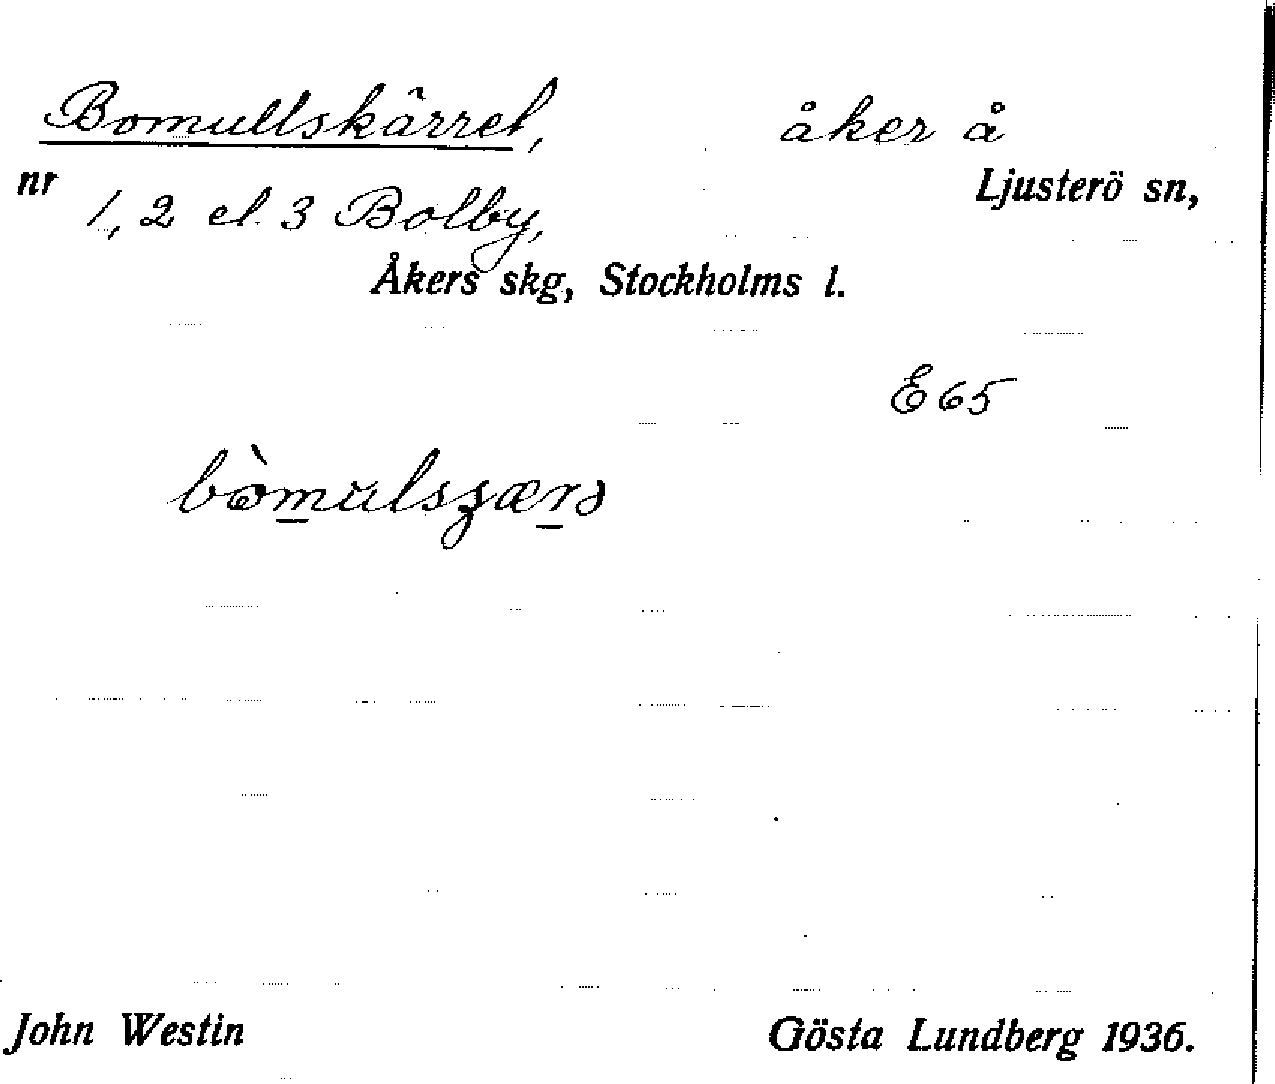 Bomullskärret, åker å
nr 1, 2 el. 3 Bolby, Ljusterö sn,
Åkers skg, Stockholms l.
E 65
John Westin Gösta Lundberg 1936.